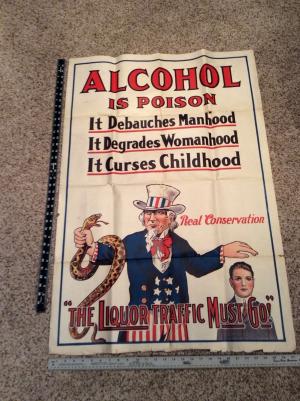 ALCOHOL
IS POISON
It Debauches Manhood
It Degrades Womanhood
It Curses Childhood
Real Conservation
"THE LIQUOR TRAFFIC MUST GO!"